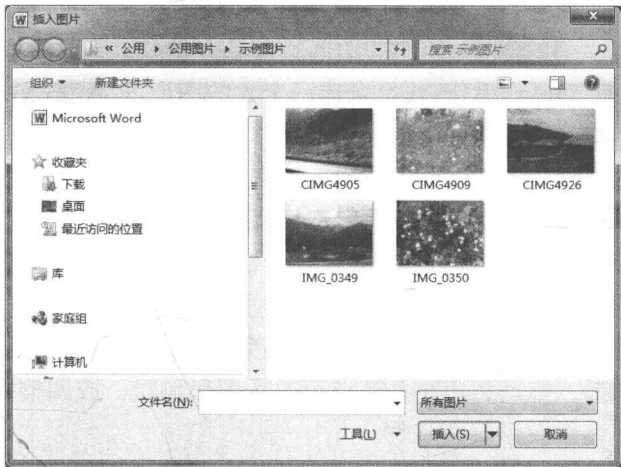 插入图片
« 公用 ▸ 公用图片 ▸ 示例图片
搜索 示例图片
组织 新建文件夹
Microsoft Word
收藏夹
下载
桌面
最近访问的位置
库
家庭组
计算机
CIMG4905 CIMG4909 CIMG4926
IMG_0349 IMG_0350
文件名(N): 所有图片
工具(L) 插入(S) 取消